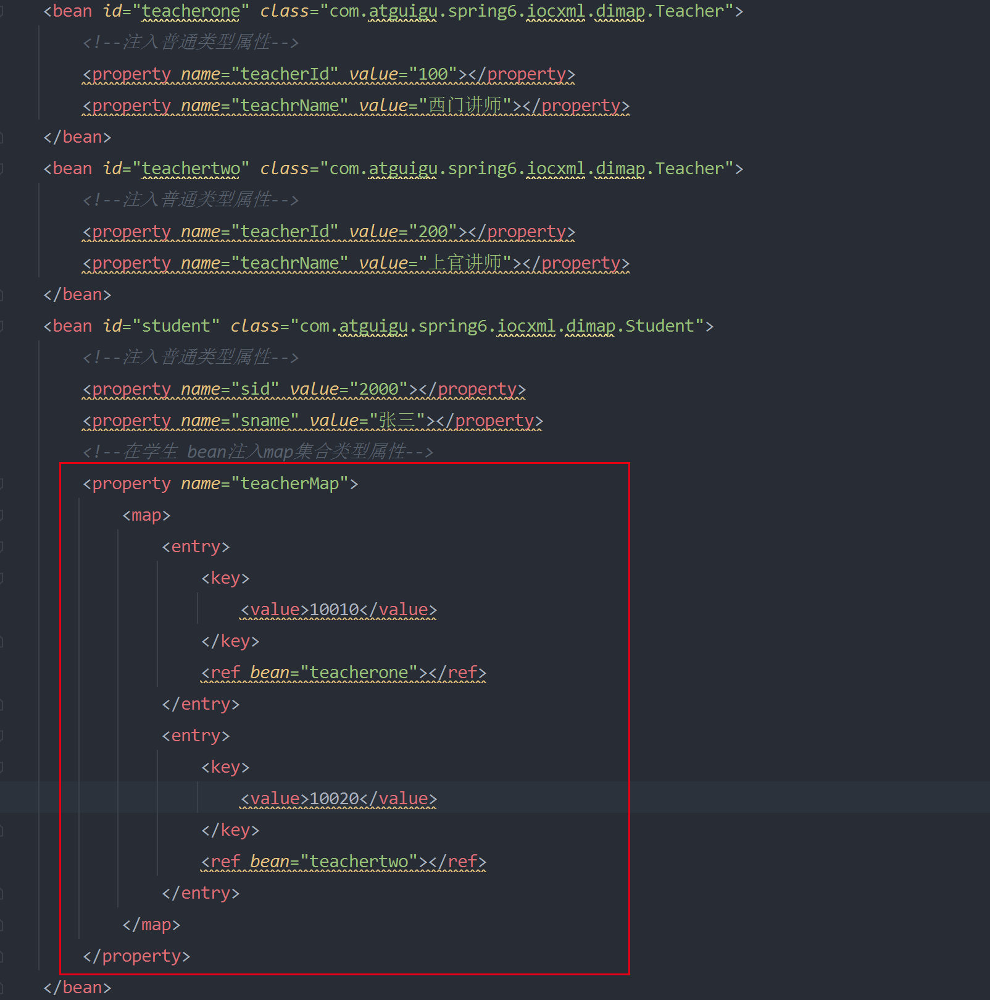 <bean id="teacherone" class="com.atguigu.spring6.iocxml.dimap.Teacher">
<!--注入普通类型属性-->
<property name="teacherId" value="100"></property>
<property name="teachrName" value="西门讲师"></property>
</bean>
<bean id="teachertwo" class="com.atguigu.spring6.iocxml.dimap.Teacher">
<!--注入普通类型属性-->
<property name="teacherId" value="200"></property>
<property name="teachrName" value="上官讲师"></property>
</bean>
<bean id="student" class="com.atguigu.spring6.iocxml.dimap.Student">
<!--注入普通类型属性-->
<property name="sid" value="2000"></property>
<property name="sname" value="张三"></property>
<!--在学生 bean注入map集合类型属性-->
<property name="teacherMap">
<map>
<entry>
<key>
<value>10010</value>
</key>
<ref bean="teacherone"></ref>
</entry>
<entry>
<key>
<value>10020</value>
</key>
<ref bean="teachertwo"></ref>
</entry>
</map>
</property>
</bean>